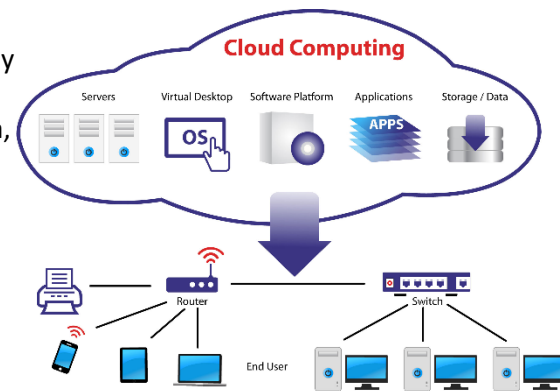 Cloud Computing
Servers
Virtual Desktop
Software Platform
Applications
Storage / Data
OS
APPS
Router
Switch
End User